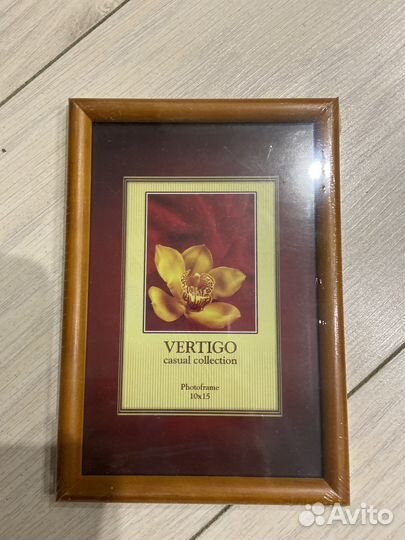 VERTIGO
casual collection
Photoframe
10x15
Avito